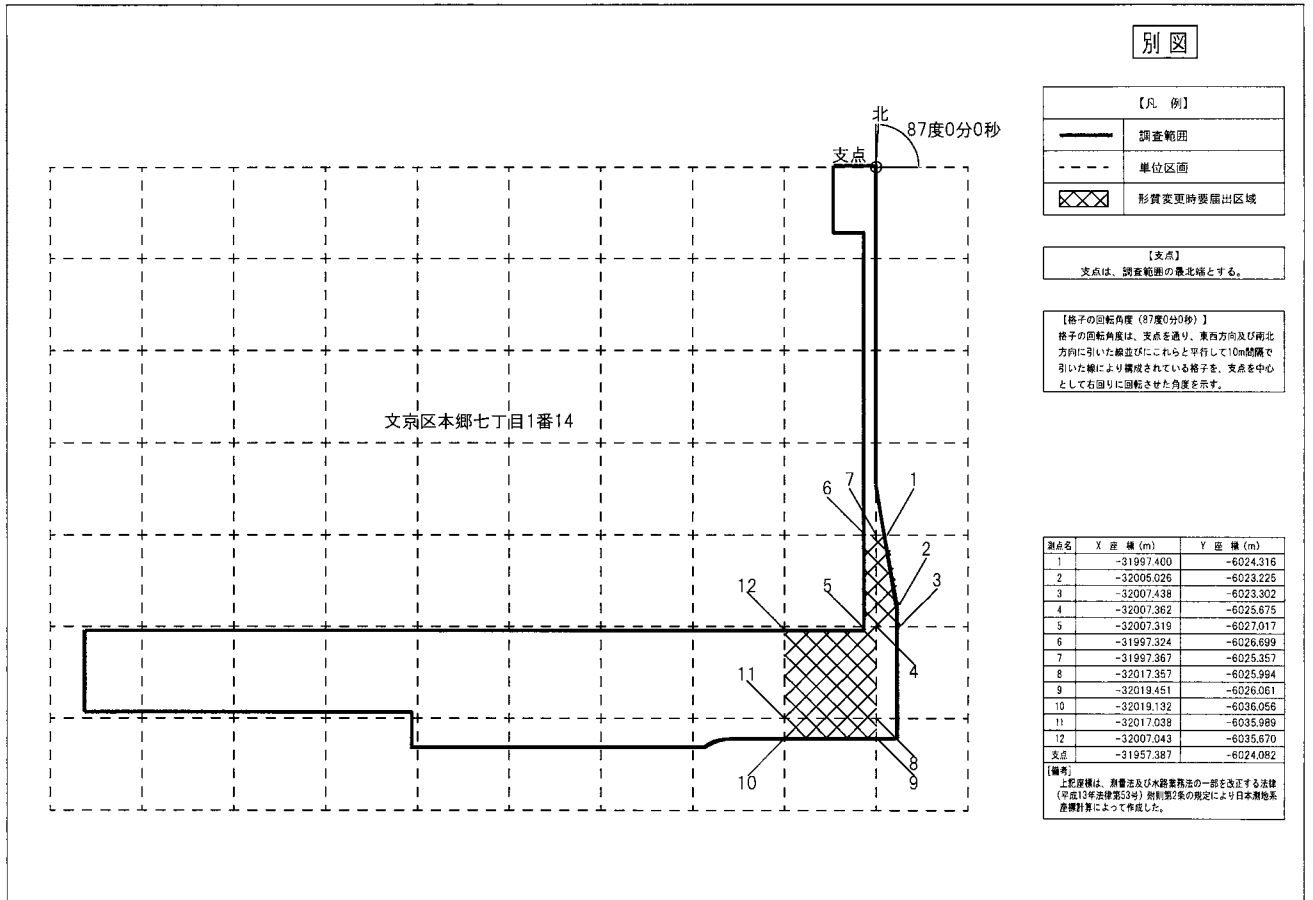 別図
【凡 例】
調査範囲
単位区画
形質変更時要届出区域
【支点】
支点は、調査範囲の最北端とする。
【格子の回転角度(87度0分0秒)】
格子の回転角度は、支点を通り、東西方向及び南北
方向に引いた線並びにこれらと平行して10m間隔で
引いた線により構成されている格子を、支点を中心
として右回りに回転させた角度を示す。
北
87度0分0秒
支点
文京区本郷七丁目1番14
1
7
6
2
3
12
5
4
11
10
8
9
測点名 X 座 標(m) Y 座 標(m)
1 -31997.400 -6024.316
2 -32005.026 -6023.225
3 -32007.438 -6023.302
4 -32007.362 -6025.675
5 -32007.319 -6027.017
6 -31997.324 -6026.699
7 -31997.367 -6025.357
8 -32017.357 -6025.994
9 -32019.451 -6026.061
10 -32019.132 -6036.056
11 -32017.038 -6035.989
12 -32007.043 -6035.670
支点 -31957.387 -6024.082
[備考]
上記座標は、測量法及び水路業務法の一部を改正する法律
(平成13年法律第53号)附則第2条の規定により日本測地系
座標計算によって作成した。